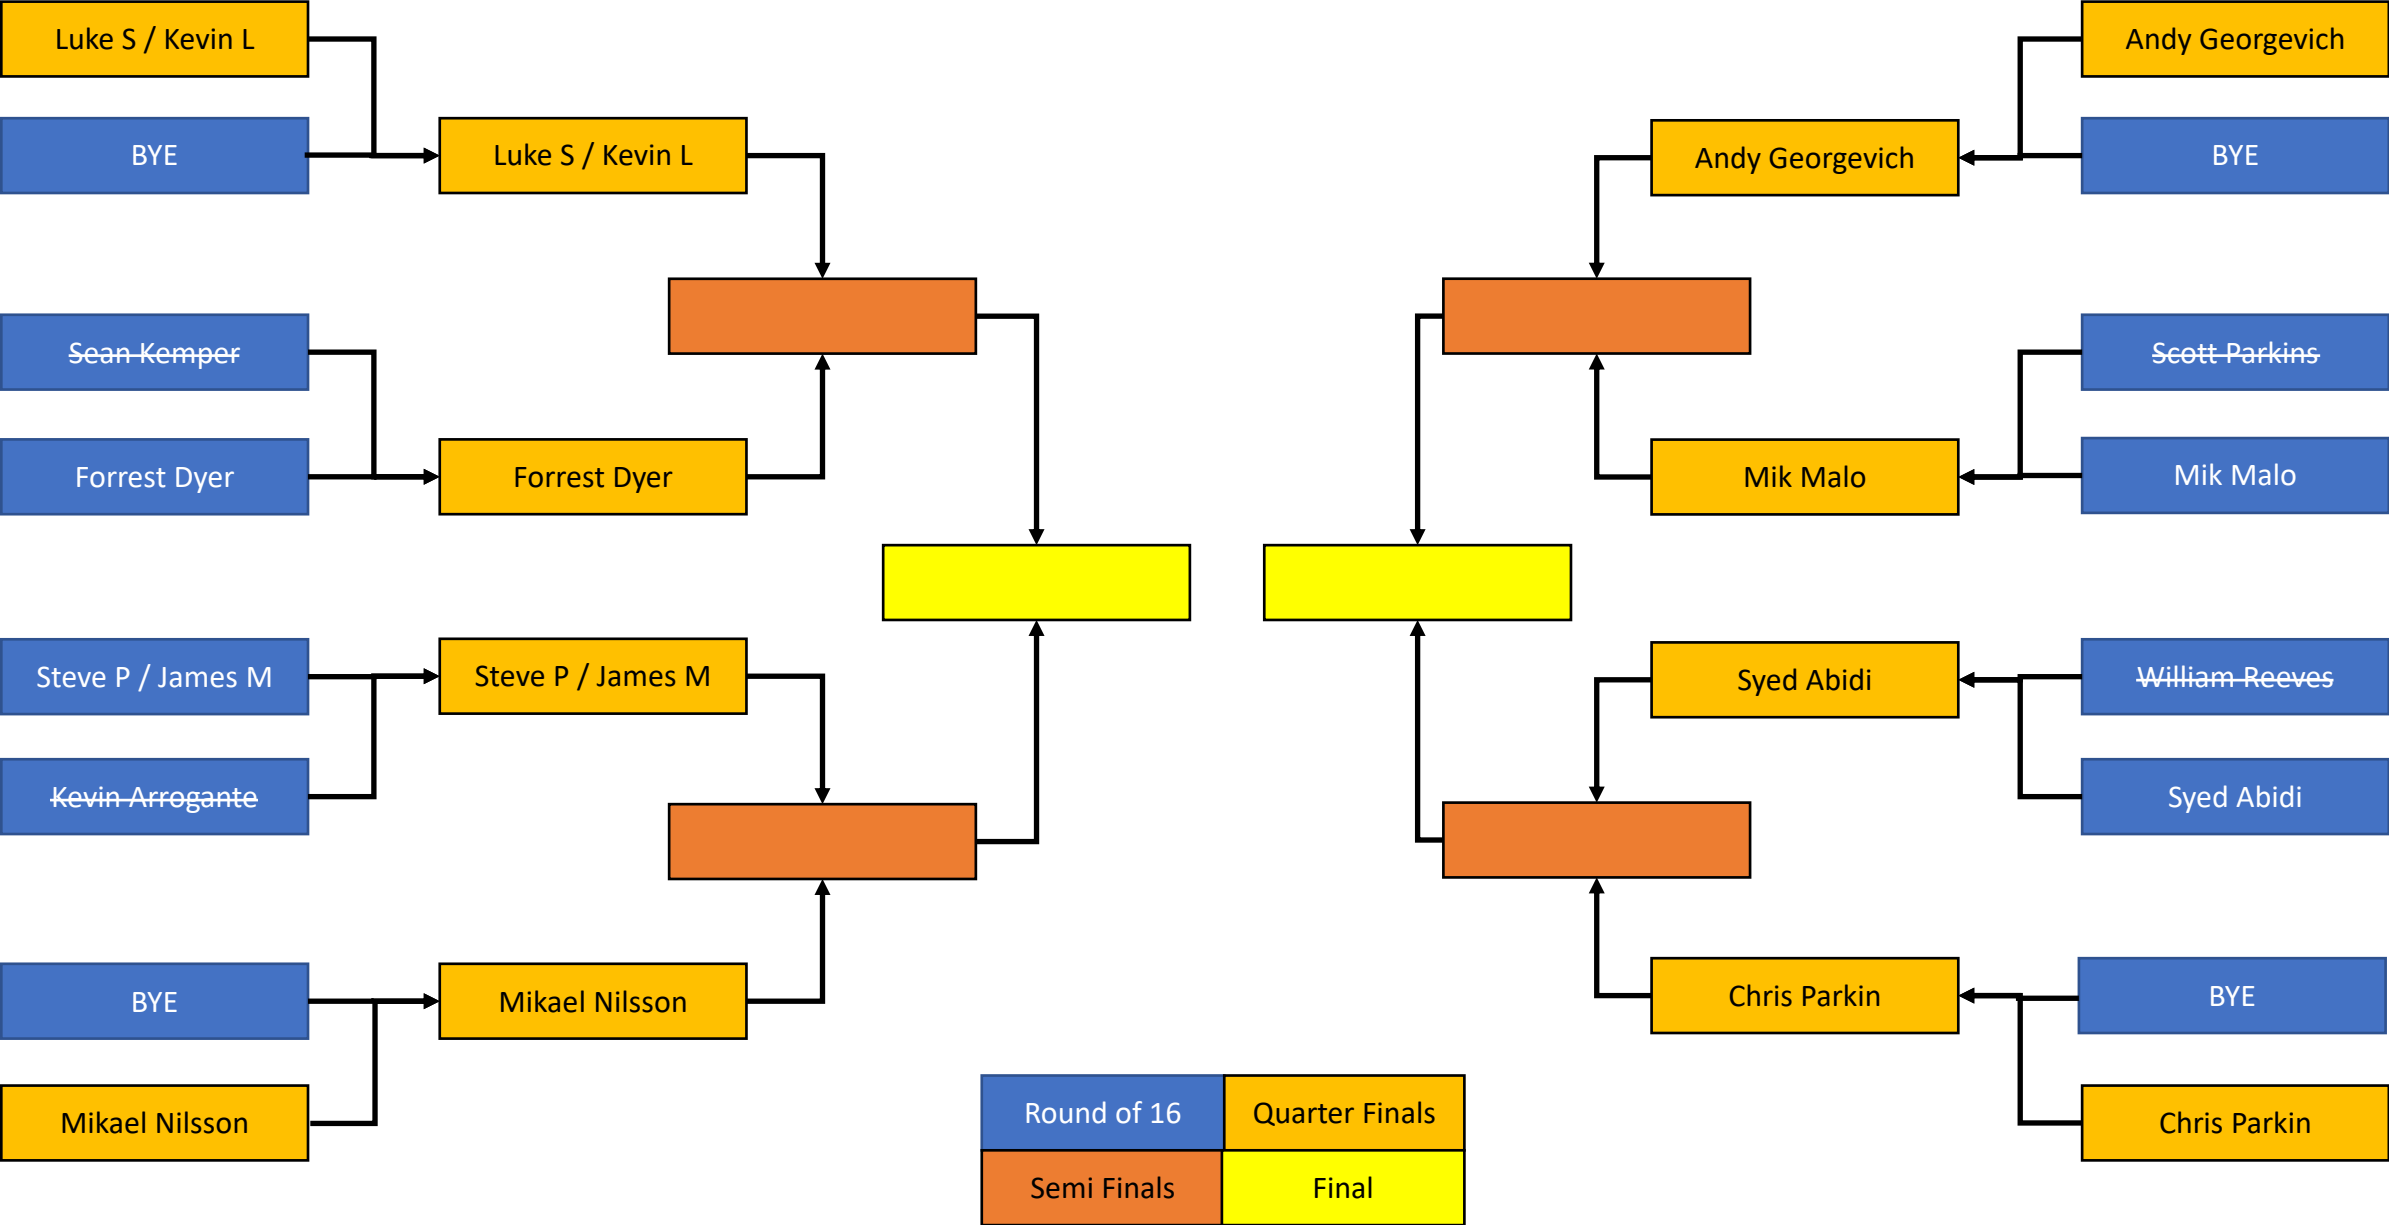 Luke S / Kevin L
BYE
Luke S / Kevin L
Sean Kemper
Forrest Dyer
Forrest Dyer
Steve P / James M
Steve P / James M
Kevin Arrogante
BYE
Mikael Nilsson
Mikael Nilsson
Andy Georgevich
Andy Georgevich
BYE
Scott Parkins
Mik Malo
Mik Malo
Syed Abidi
William Reeves
Syed Abidi
Chris Parkin
BYE
Chris Parkin
Round of 16
Quarter Finals
Semi Finals
Final